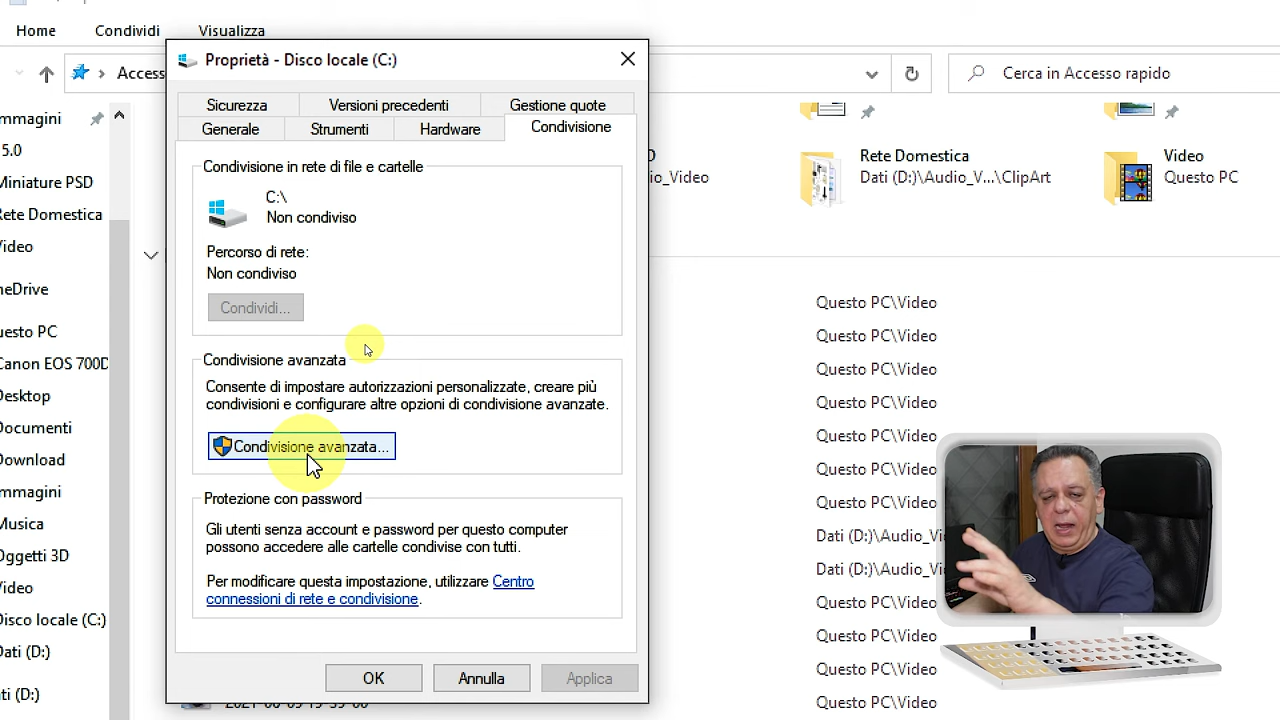 Home Condividi Visualizza
Proprietà - Disco locale (C:)
Access
Cerca in Accesso rapido
Sicurezza Versioni precedenti Gestione quote
Generale Strumenti Hardware Condivisione
Condivisione in rete di file e cartelle
C:\
Non condiviso
Percorso di rete:
Non condiviso
Condividi...
Condivisione avanzata
Consente di impostare autorizzazioni personalizzate, creare più
condivisioni e configurare altre opzioni di condivisione avanzate.
Condivisione avanzata...
Protezione con password
Gli utenti senza account e password per questo computer
possono accedere alle cartelle condivise con tutti.
Per modificare questa impostazione, utilizzare Centro
connessioni di rete e condivisione.
OK Annulla Applica
mmagini
5.0
Miniature PSD
Rete Domestica
Video
neDrive
uesto PC
Canon EOS 700D
Desktop
Documenti
Download
mmagini
Musica
Oggetti 3D
Video
Disco locale (C:)
Dati (D:)
ti (D:)
D
io_Video
Rete Domestica
Dati (D:)\Audio_V...\ClipArt
Video
Questo PC
Questo PC\Video
Questo PC\Video
Questo PC\Video
Questo PC\Video
Questo PC\Video
Questo PC\Video
Questo PC\Video
Dati (D:)\Audio_Vi
Dati (D:)\Audio_Vi
Questo PC\Video
Questo PC\Video
Questo PC\Video
Questo PC\Video